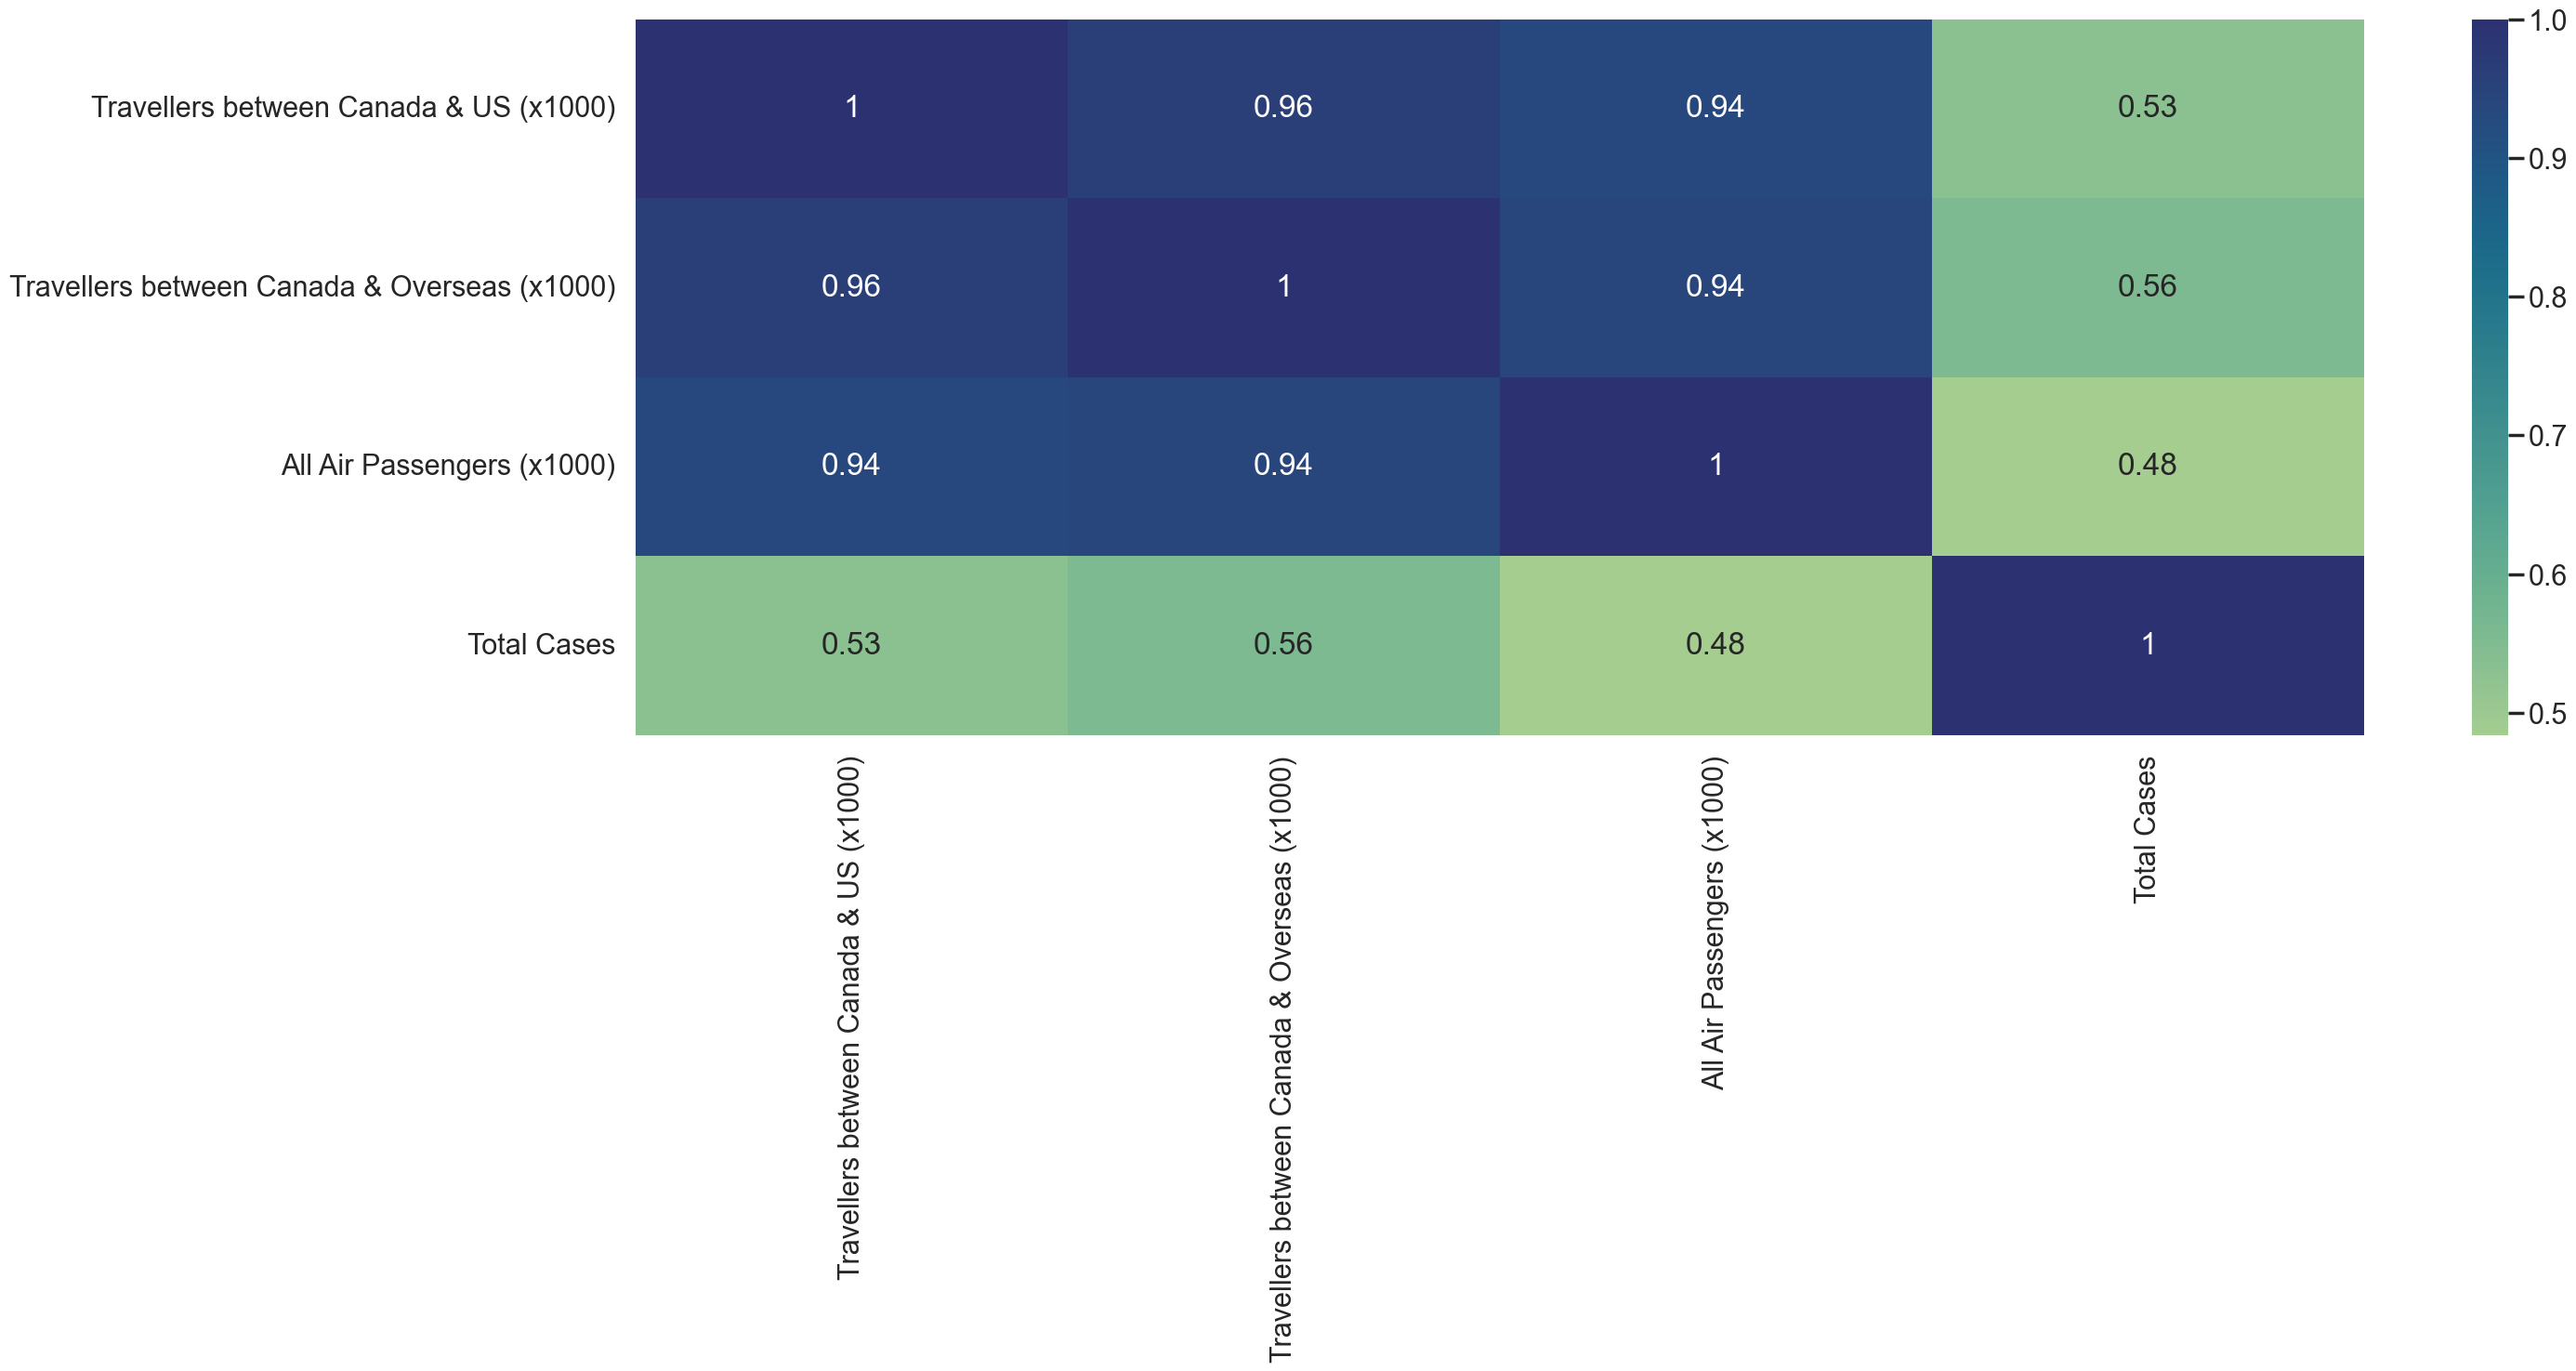 Travellers between Canada & US (x1000) 1 0.96 0.94 0.53
Travellers between Canada & Overseas (x1000) 0.96 1 0.94 0.56
All Air Passengers (x1000) 0.94 0.94 1 0.48
Total Cases 0.53 0.56 0.48 1
Travellers between Canada & US (x1000)
Travellers between Canada & Overseas (x1000)
All Air Passengers (x1000)
Total Cases
1.0
0.9
0.8
0.7
0.6
0.5